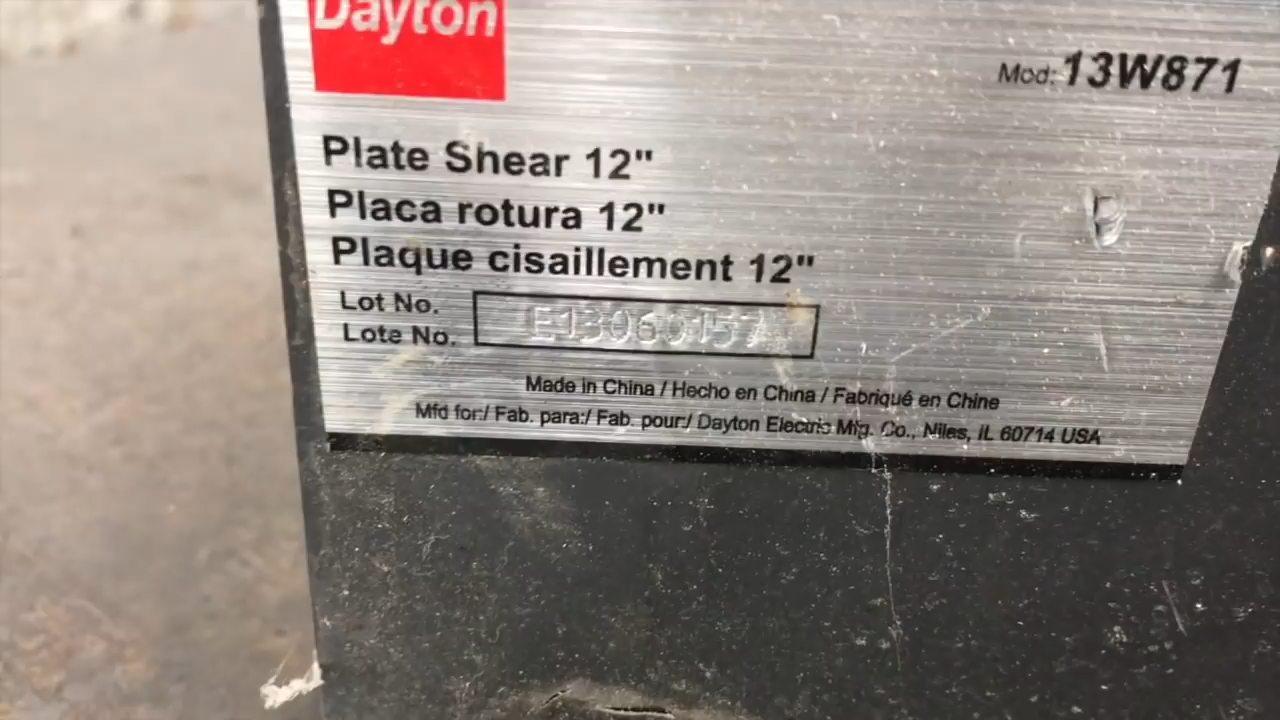 Dayton
Mod: 13W871
Plate Shear 12"
Placa rotura 12"
Plaque cisaillement 12"
Lot No.
Lote No.
E13060157
Made in China / Hecho en China / Fabriqué en Chine
Mfd for:/ Fab. para:/ Fab. pour:/ Dayton Electric Mfg. Co., Niles, IL 60714 USA